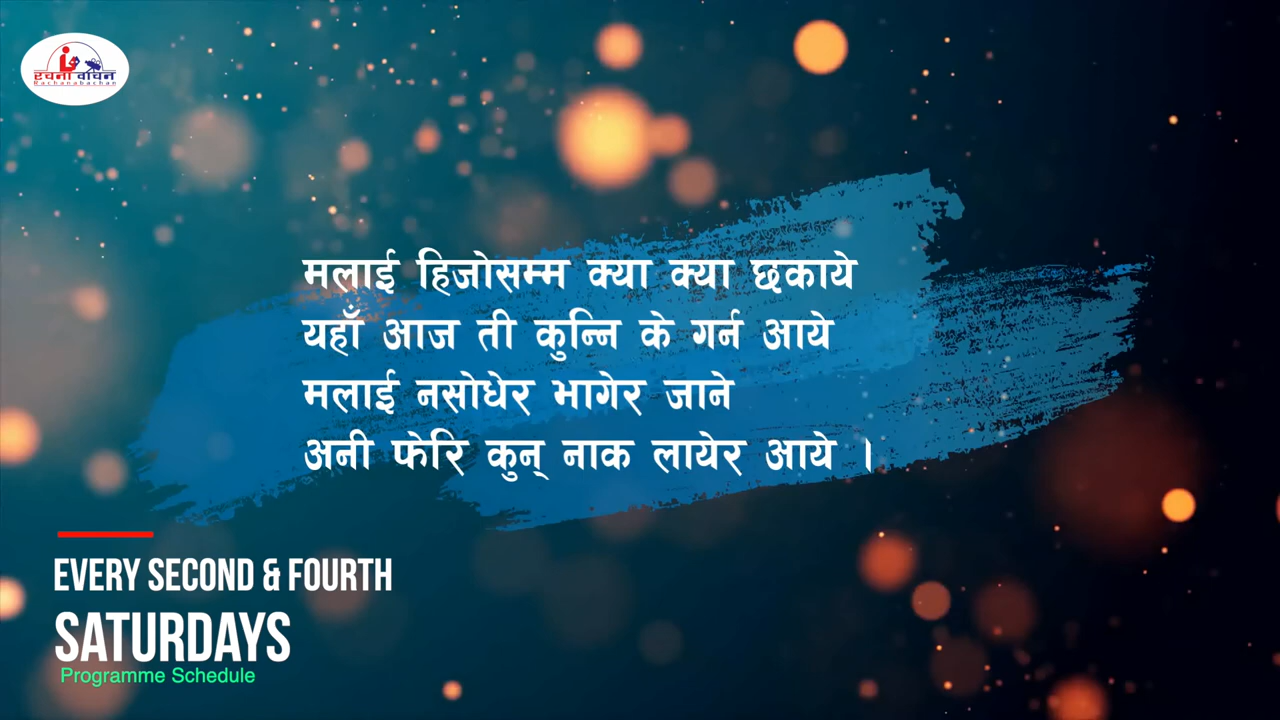 रचना वाचन
Rachanabachan
मलाई हिजोसम्म क्या क्या छकाये
यहाँ आज ती कुन्नि के गर्न आये
मलाई नसोधेर भागेर जाने
अनी फेरि कुन् नाक लायेर आये ।
EVERY SECOND & FOURTH
SATURDAYS
Programme Schedule